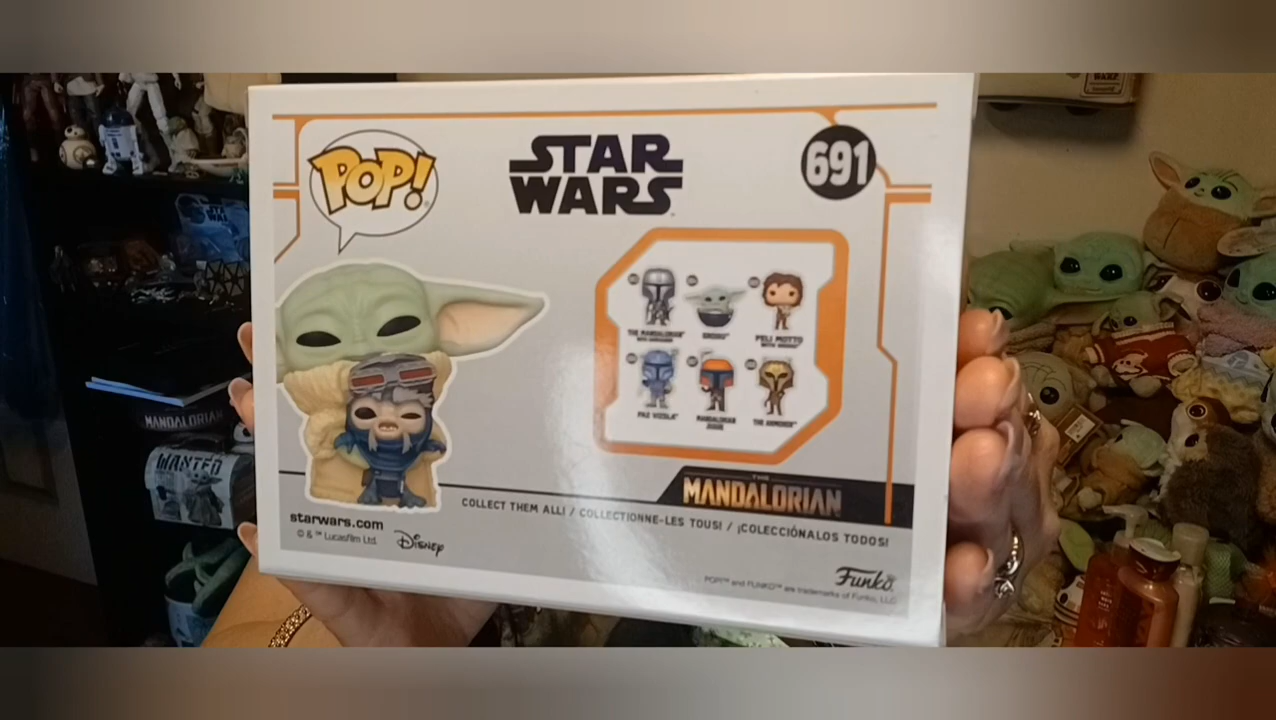 POP!
STAR
WARS
691
THE MANDALORIAN
GROGU
PELI MOTTO
PAZ VIZSLA
MANDALORIAN
JUDGE
THE ARMORER
THE
MANDALORIAN
COLLECT THEM ALL! / COLLECTIONNE-LES TOUS! / ¡COLECCIÓNALOS TODOS!
starwars.com
© & ™ Lucasfilm Ltd.
Disney
Funko
POP!™ and FUNKO™ are trademarks of Funko, LLC
MANDALORIAN
WANTED